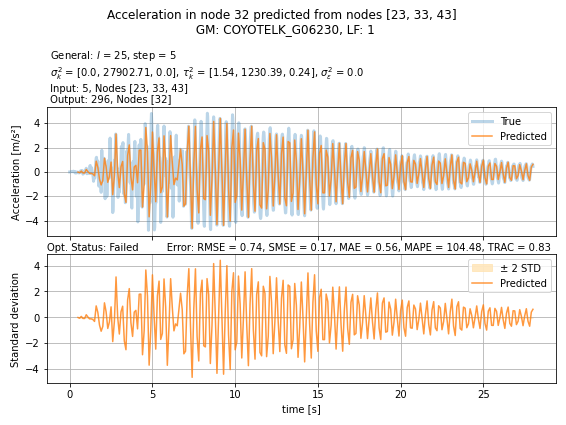 Acceleration in node 32 predicted from nodes [23, 33, 43]
GM: COYOTELK_G06230, LF: 1
General: l = 25, step = 5
σ²ₖ = [0.0, 27902.71, 0.0], τ²ₖ = [1.54, 1230.39, 0.24], σ²ₑ = 0.0
Input: 5, Nodes [23, 33, 43]
Output: 296, Nodes [32]
Acceleration [m/s²]
4
2
0
−2
−4
True
Predicted
Opt. Status: Failed
Error: RMSE = 0.74, SMSE = 0.17, MAE = 0.56, MAPE = 104.48, TRAC = 0.83
Standard deviation
4
2
0
−2
−4
± 2 STD
Predicted
0 5 10 15 20 25
time [s]